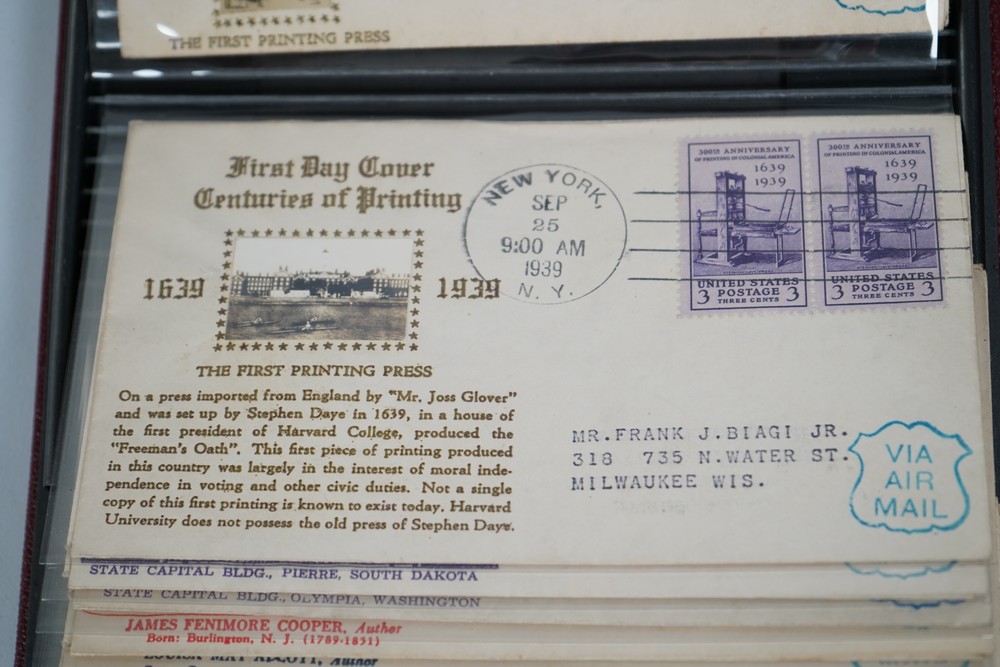 THE FIRST PRINTING PRESS
First Day Cover
Centuries of Printing
1639
1939
THE FIRST PRINTING PRESS
On a press imported from England by "Mr. Joss Glover"
and was set up by Stephen Daye in 1639, in a house of
the first president of Harvard College, produced the
"Freeman's Oath". This first piece of printing produced
in this country was largely in the interest of moral inde-
pendence in voting and other civic duties. Not a single
copy of this first printing is known to exist today. Harvard
University does not possess the old press of Stephen Daye.
NEW YORK,
SEP
25
9:00 AM
1939
N. Y.
300TH ANNIVERSARY
OF PRINTING IN COLONIAL AMERICA
1639
1939
UNITED STATES
3 POSTAGE 3
THREE CENTS
300TH ANNIVERSARY
OF PRINTING IN COLONIAL AMERICA
1639
1939
UNITED STATES
3 POSTAGE 3
THREE CENTS
MR.FRANK J.BIAGI JR.
318 735 N.WATER ST.
MILWAUKEE WIS.
VIA
AIR
MAIL
STATE CAPITAL BLDG., PIERRE, SOUTH DAKOTA
STATE CAPITAL BLDG., OLYMPIA, WASHINGTON
JAMES FENIMORE COOPER, Author
Born: Burlington, N. J. (1789-1851)
LOUISA MAY ALCOTT, Author